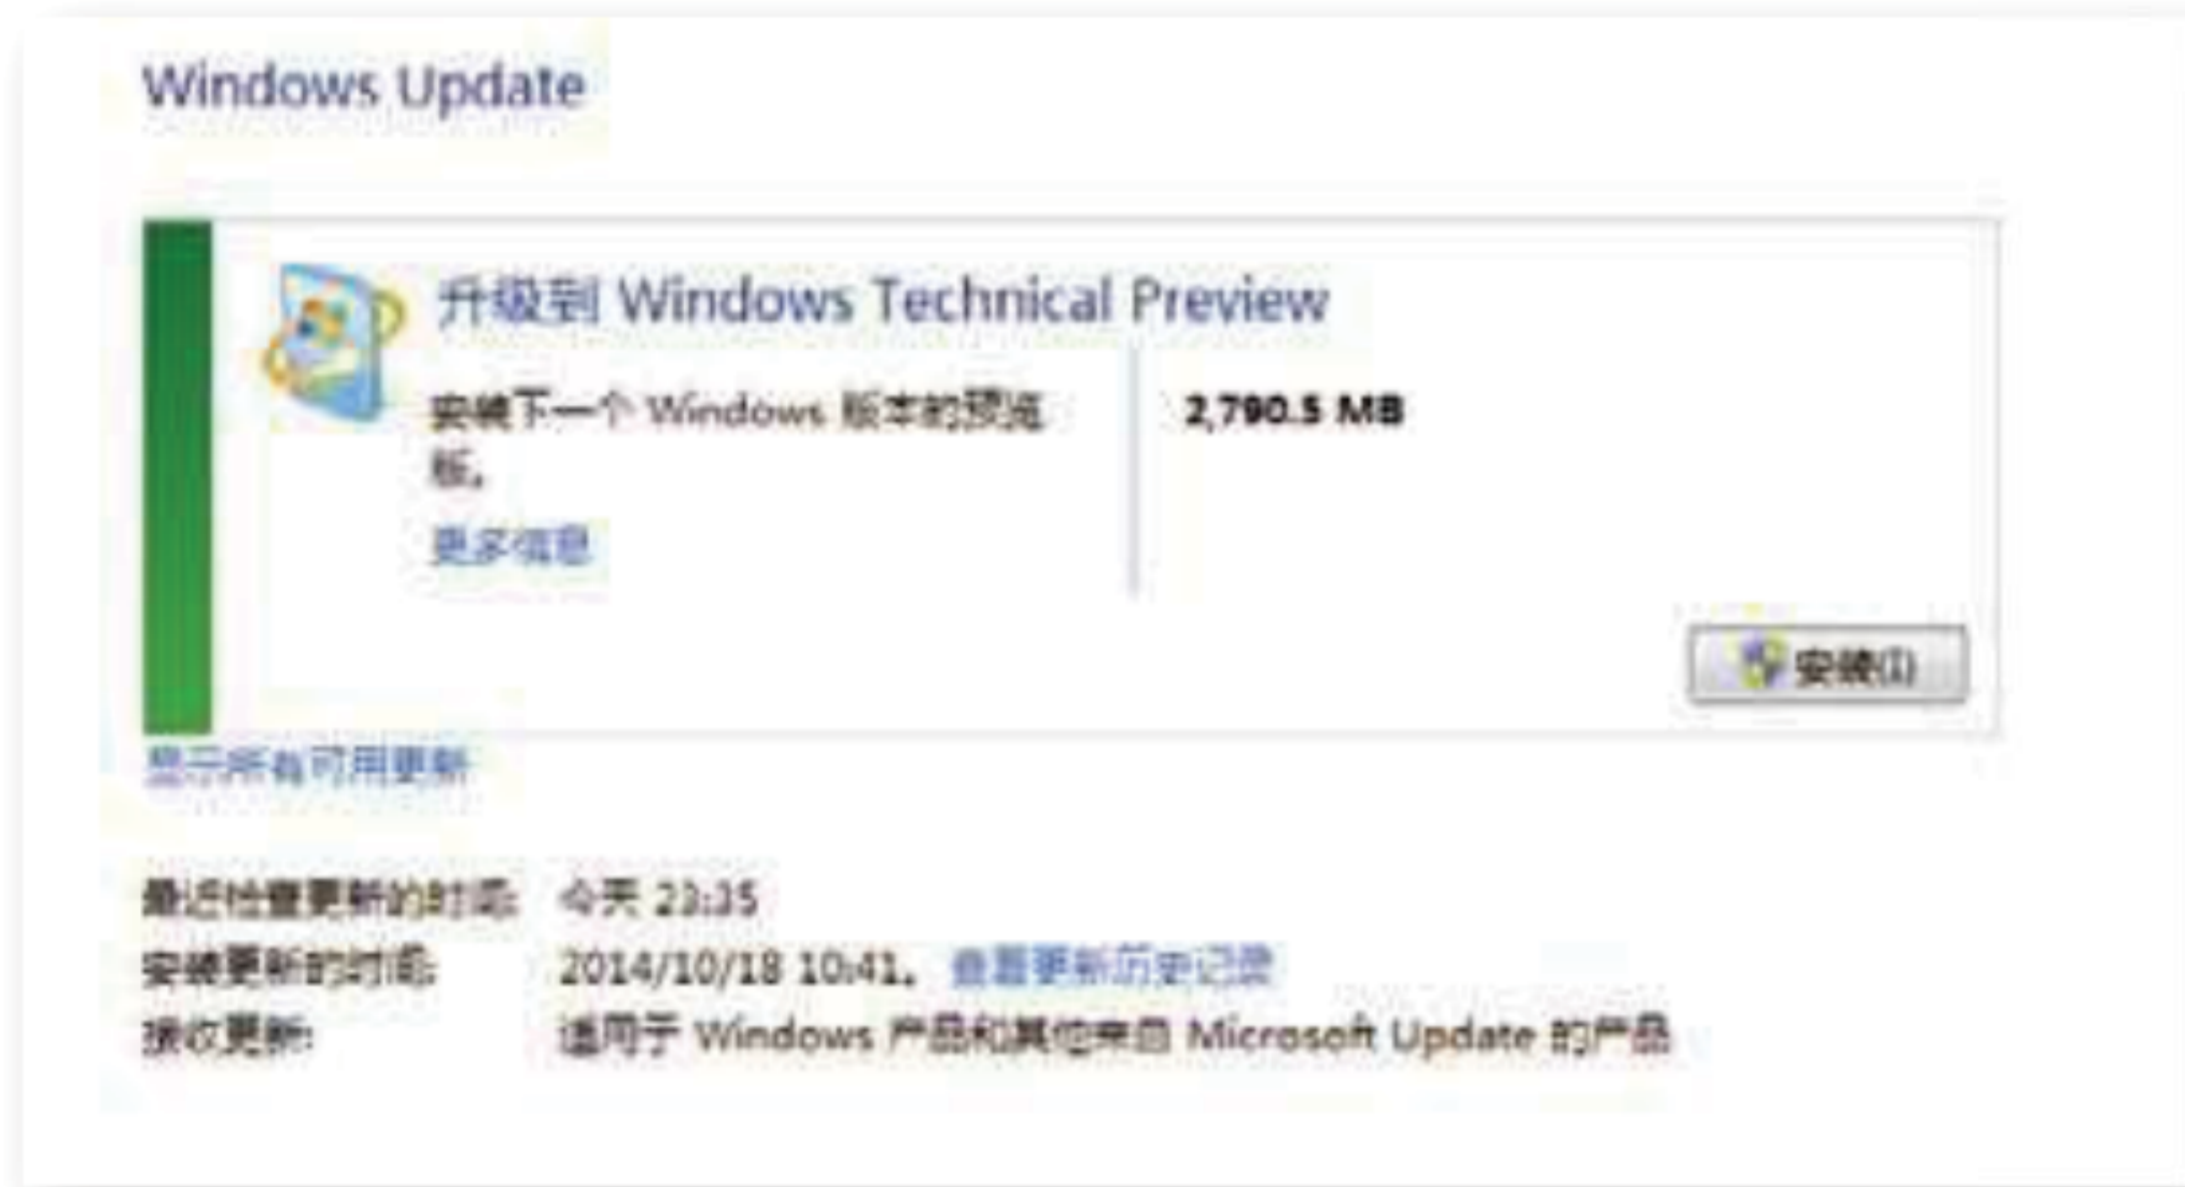 Windows Update
升级到 Windows Technical Preview
安装下一个 Windows 版本的预览
版。
2,790.5 MB
更多信息
安装(I)
显示所有可用更新
最近检查更新的时间: 今天 23:35
安装更新的时间: 2014/10/18 10:41。 查看更新历史记录
接收更新: 适用于 Windows 产品和其他来自 Microsoft Update 的产品